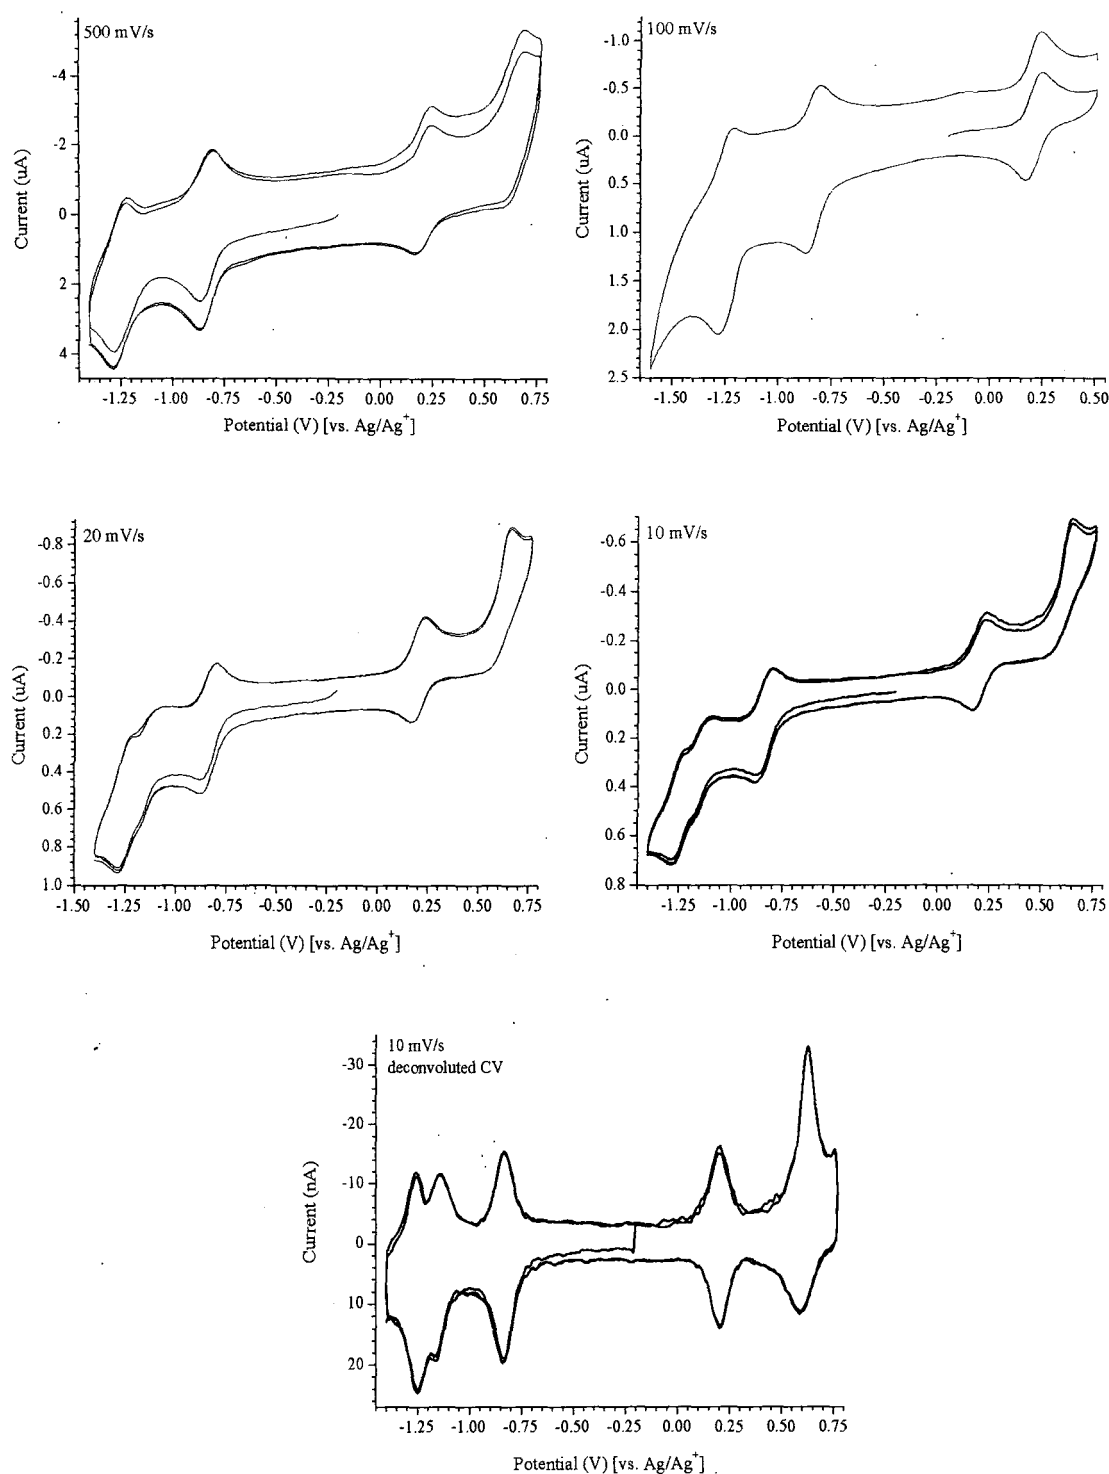 500 mV/s
-4
-2
0
2
4
Current (uA)
-1.25 -1.00 -0.75 -0.50 -0.25 0.00 0.25 0.50 0.75
Potential (V) [vs. Ag/Ag+]
100 mV/s
-1.0
-0.5
0.0
0.5
1.0
1.5
2.0
2.5
Current (uA)
-1.50 -1.25 -1.00 -0.75 -0.50 -0.25 0.00 0.25 0.50
Potential (V) [vs. Ag/Ag+]
20 mV/s
-0.8
-0.6
-0.4
-0.2
0.0
0.2
0.4
0.6
0.8
1.0
Current (uA)
-1.50 -1.25 -1.00 -0.75 -0.50 -0.25 0.00 0.25 0.50 0.75
Potential (V) [vs. Ag/Ag+]
10 mV/s
-0.6
-0.4
-0.2
0.0
0.2
0.4
0.6
0.8
Current (uA)
-1.25 -1.00 -0.75 -0.50 -0.25 0.00 0.25 0.50 0.75
Potential (V) [vs. Ag/Ag+]
10 mV/s
deconvoluted CV
-30
-20
-10
0
10
20
Current (nA)
-1.25 -1.00 -0.75 -0.50 -0.25 0.00 0.25 0.50 0.75
Potential (V) [vs. Ag/Ag+]